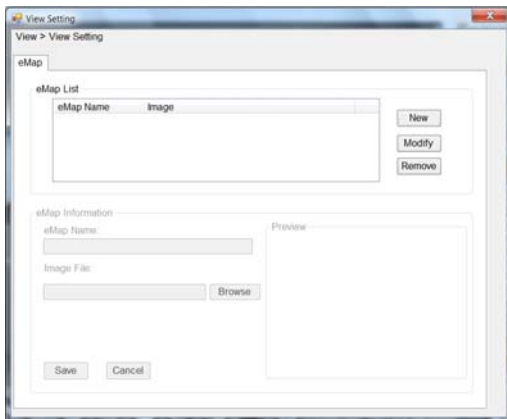 View Setting
View > View Setting
eMap
eMap List
eMap Name Image
New
Modify
Remove
eMap Information
eMap Name:
Preview
Image File:
Browse
Save Cancel